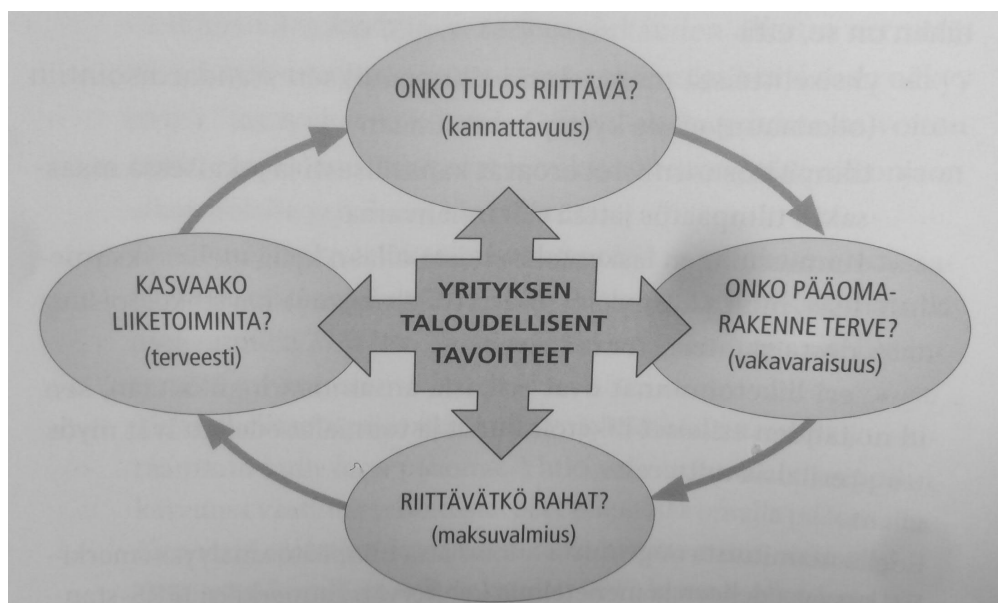 ONKO TULOS RIITTÄVÄ?
(kannattavuus)
KASVAAKO
LIIKETOIMINTA?
(terveesti)
YRITYKSEN
TALOUDELLISENT
TAVOITTEET
ONKO PÄÄOMA-
RAKENNE TERVE?
(vakavaraisuus)
RIITTÄVÄTKÖ RAHAT?
(maksuvalmius)